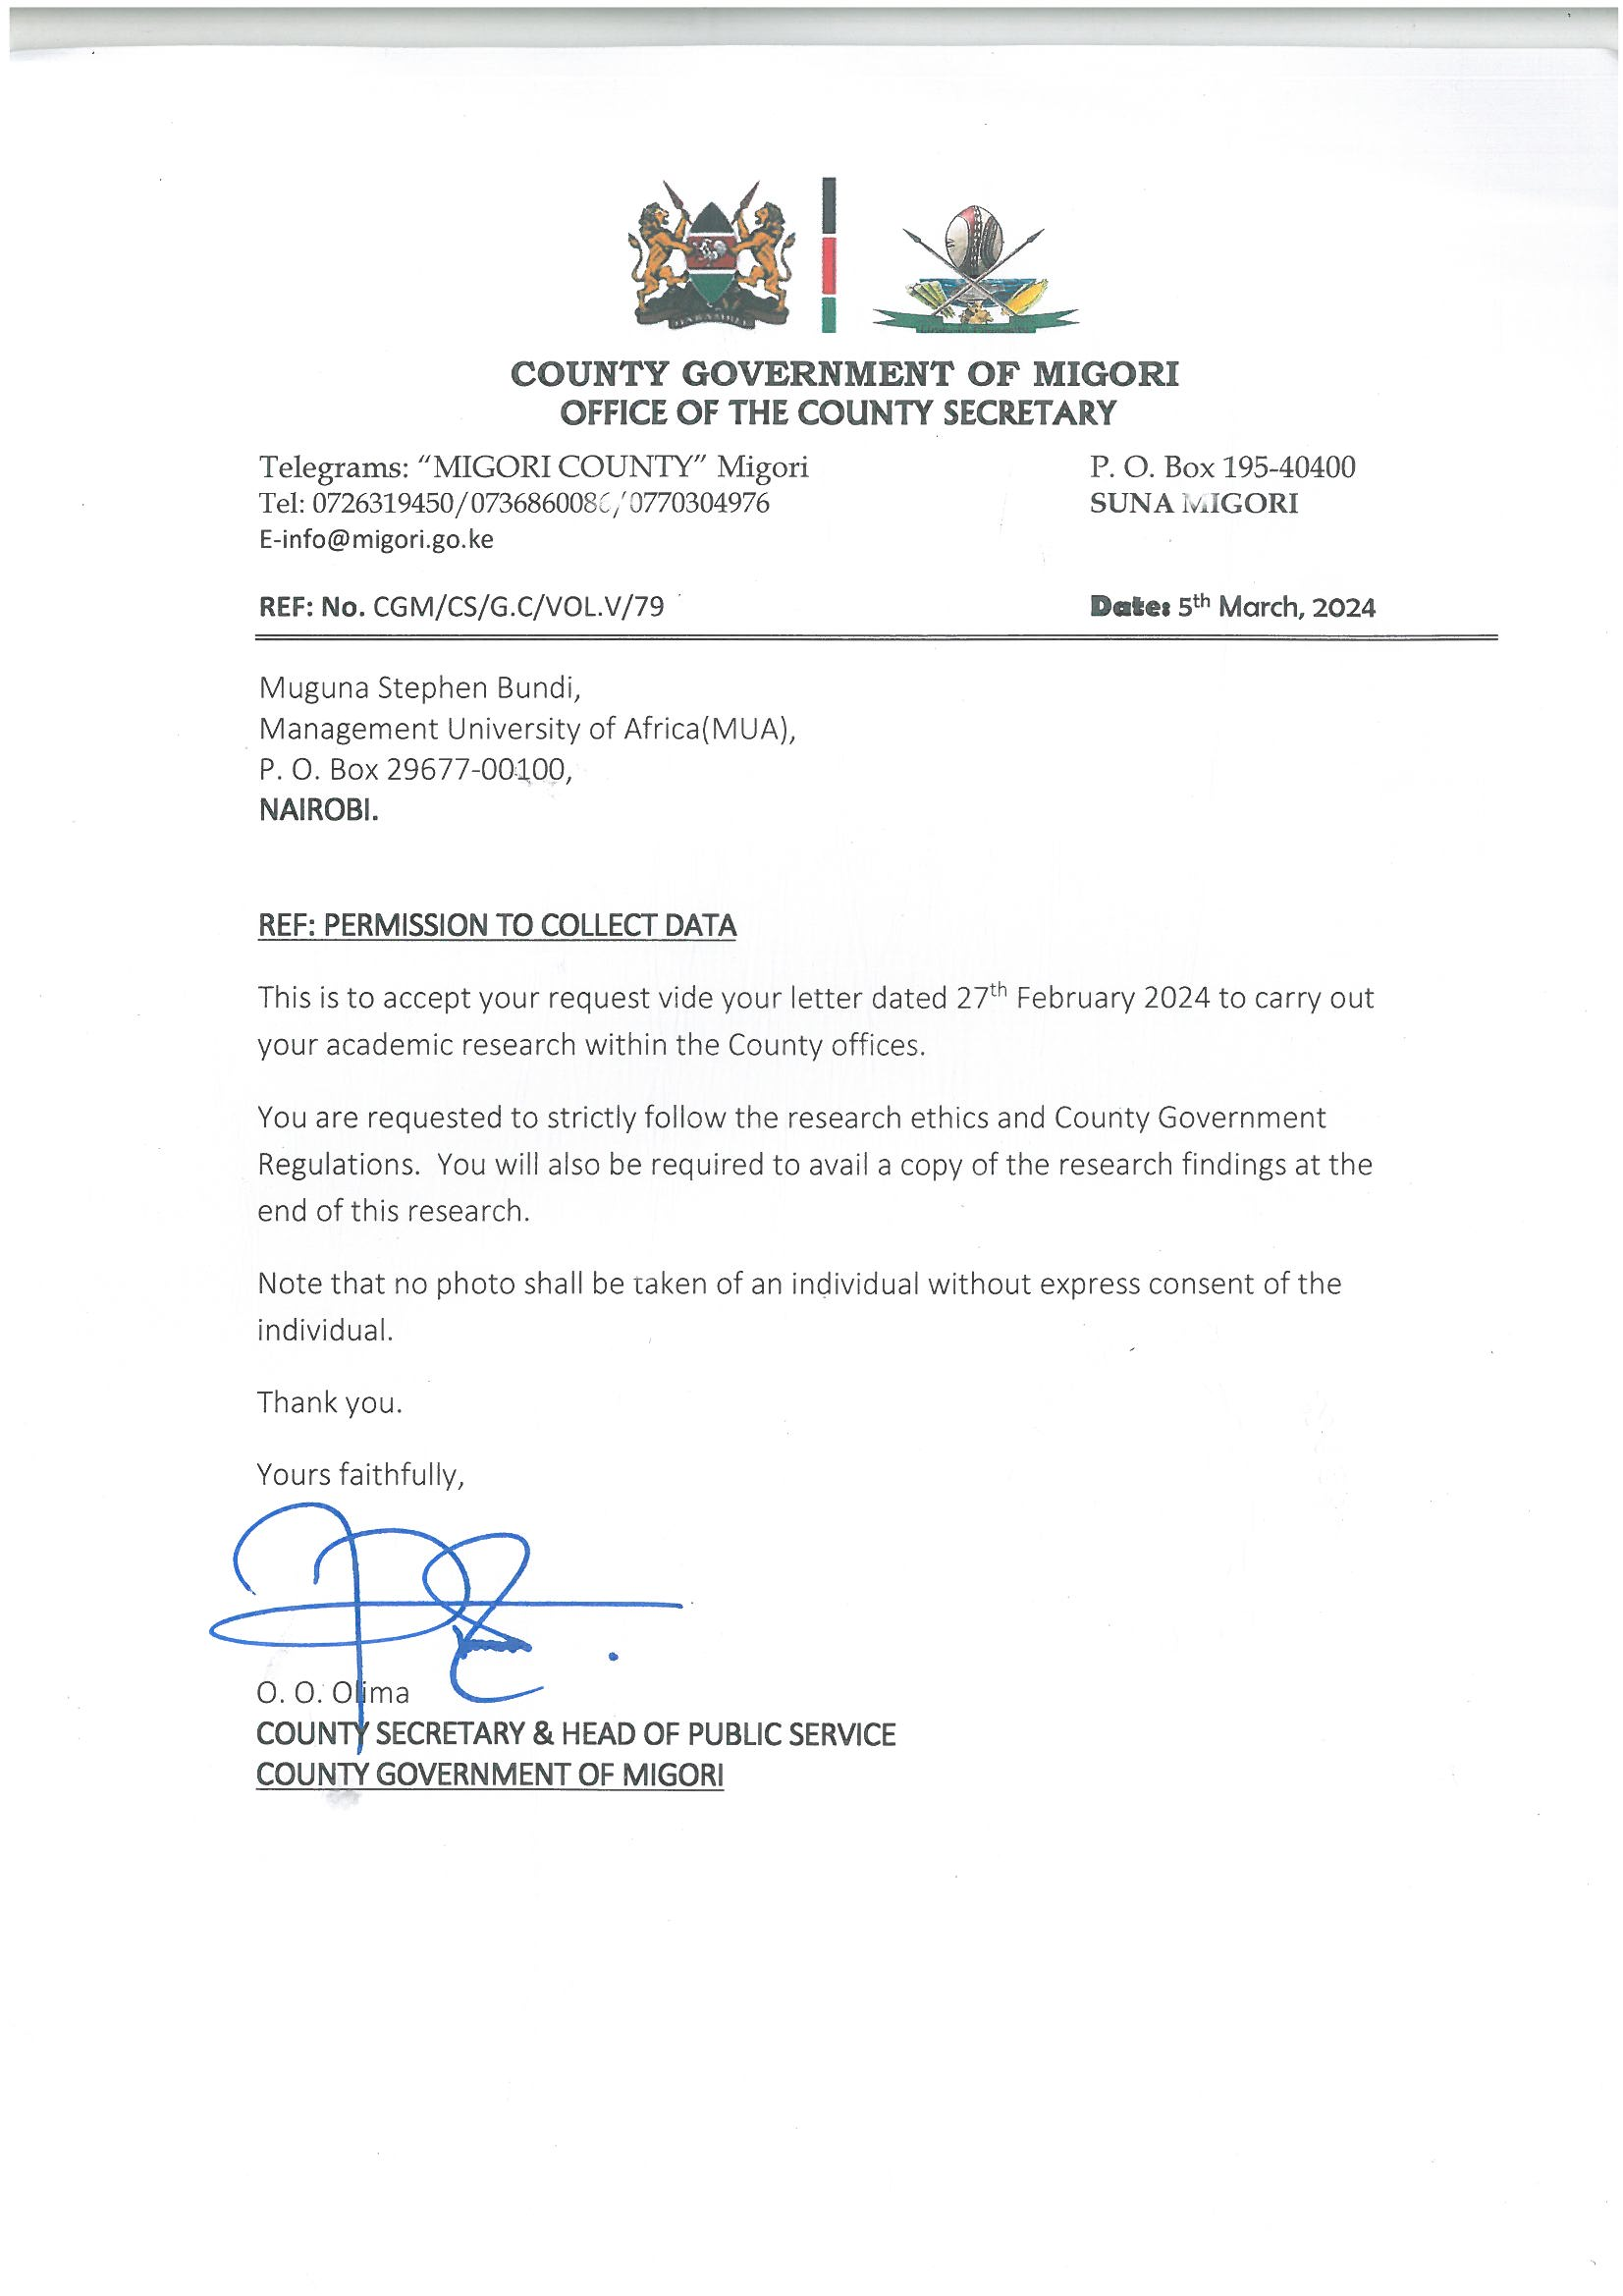 HARAMBEE
COUNTY GOVERNMENT OF MIGORI
OFFICE OF THE COUNTY SECRETARY
Telegrams: “MIGORI COUNTY” Migori
P. O. Box 195-40400
Tel: 0726319450/0736860086/0770304976
SUNA MIGORI
E-info@migori.go.ke
REF: No. CGM/CS/G.C/VOL.V/79
Date: 5th March, 2024
Muguna Stephen Bundi,
Management University of Africa(MUA),
P. O. Box 29677-00100,
NAIROBI.
REF: PERMISSION TO COLLECT DATA
This is to accept your request vide your letter dated 27th February 2024 to carry out
your academic research within the County offices.
You are requested to strictly follow the research ethics and County Government
Regulations.  You will also be required to avail a copy of the research findings at the
end of this research.
Note that no photo shall be taken of an individual without express consent of the
individual.
Thank you.
Yours faithfully,
O. O. Olima
COUNTY SECRETARY & HEAD OF PUBLIC SERVICE
COUNTY GOVERNMENT OF MIGORI